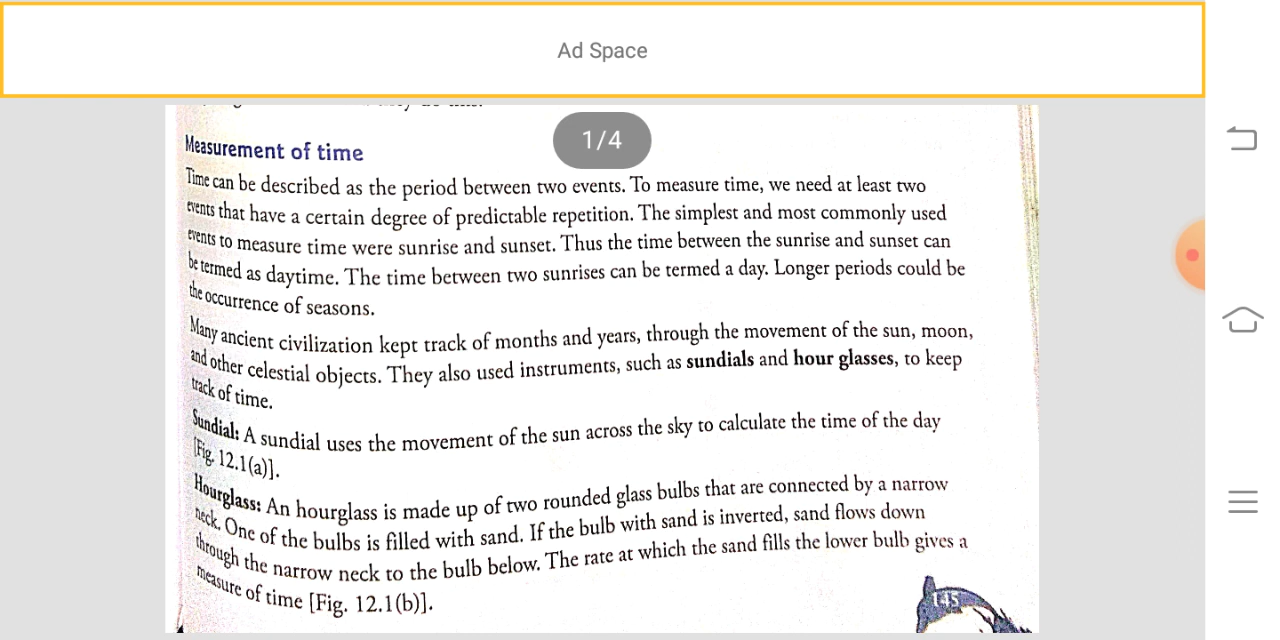 Ad Space
1/4
Measurement of time
Time can be described as the period between two events. To measure time, we need at least two
events that have a certain degree of predictable repetition. The simplest and most commonly used
events to measure time were sunrise and sunset. Thus the time between the sunrise and sunset can
be termed as daytime. The time between two sunrises can be termed a day. Longer periods could be
the occurrence of seasons.
Many ancient civilization kept track of months and years, through the movement of the sun, moon,
and other celestial objects. They also used instruments, such as sundials and hour glasses, to keep
track of time.
Sundial: A sundial uses the movement of the sun across the sky to calculate the time of the day
[Fig. 12.1(a)].
Hourglass: An hourglass is made up of two rounded glass bulbs that are connected by a narrow
neck. One of the bulbs is filled with sand. If the bulb with sand is inverted, sand flows down
through the narrow neck to the bulb below. The rate at which the sand fills the lower bulb gives a
measure of time [Fig. 12.1(b)].
145